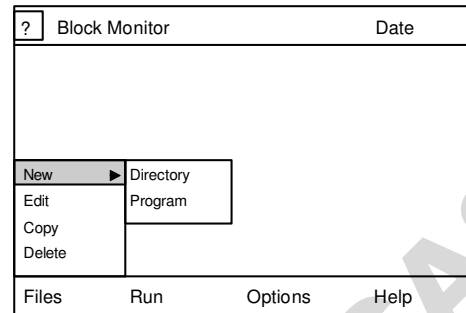 ? Block Monitor Date
New ▶ Directory
Edit Program
Copy
Delete
Files Run Options Help